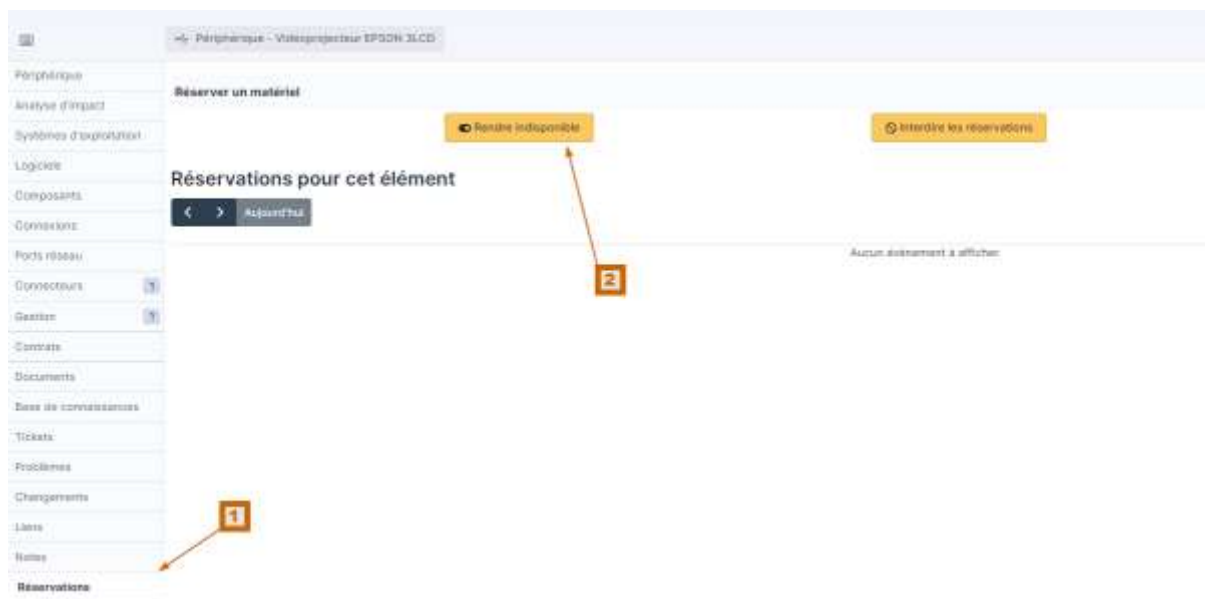 Périphérique - Videoprojecteur EPSON 3LCD
Périphérique
Analyse d'impact
Systèmes d'exploitation
Logiciels
Composants
Connexions
Ports réseau
Connecteurs 1
Gestion 1
Contrats
Documents
Base de connaissances
Tickets
Problèmes
Changements
Liens
Notes
Réservations
Réserver un matériel
Rendre indisponible
Interdire les réservations
Réservations pour cet élément
Aujourd'hui
Aucun évènement à afficher.
2
1